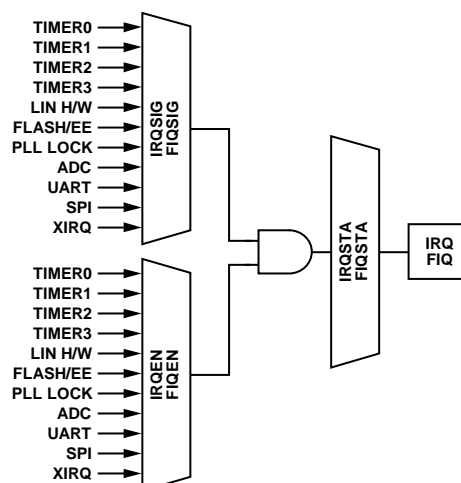 TIMER0
TIMER1
TIMER2
TIMER3
LIN H/W
FLASH/EE
PLL LOCK
ADC
UART
SPI
XIRQ
IRQSIG
FIQSIG
TIMER0
TIMER1
TIMER2
TIMER3
LIN H/W
FLASH/EE
PLL LOCK
ADC
UART
SPI
XIRQ
IRQEN
FIQEN
IRQSTA
FIQSTA
IRQ
FIQ